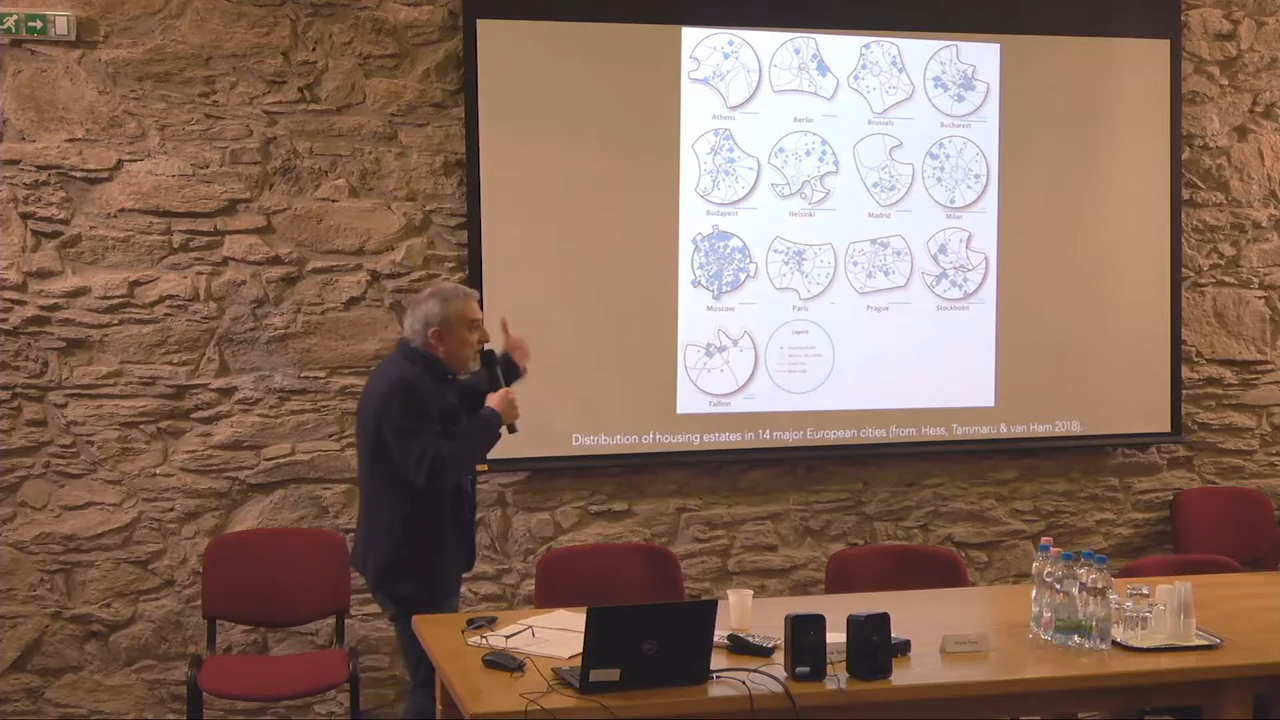 Athens
Berlin
Brussels
Bucharest
Budapest
Helsinki
Madrid
Milan
Moscow
Paris
Prague
Stockholm
Tallinn
Legend
Distribution of housing estates in 14 major European cities (from: Hess, Tammaru & van Ham 2018).